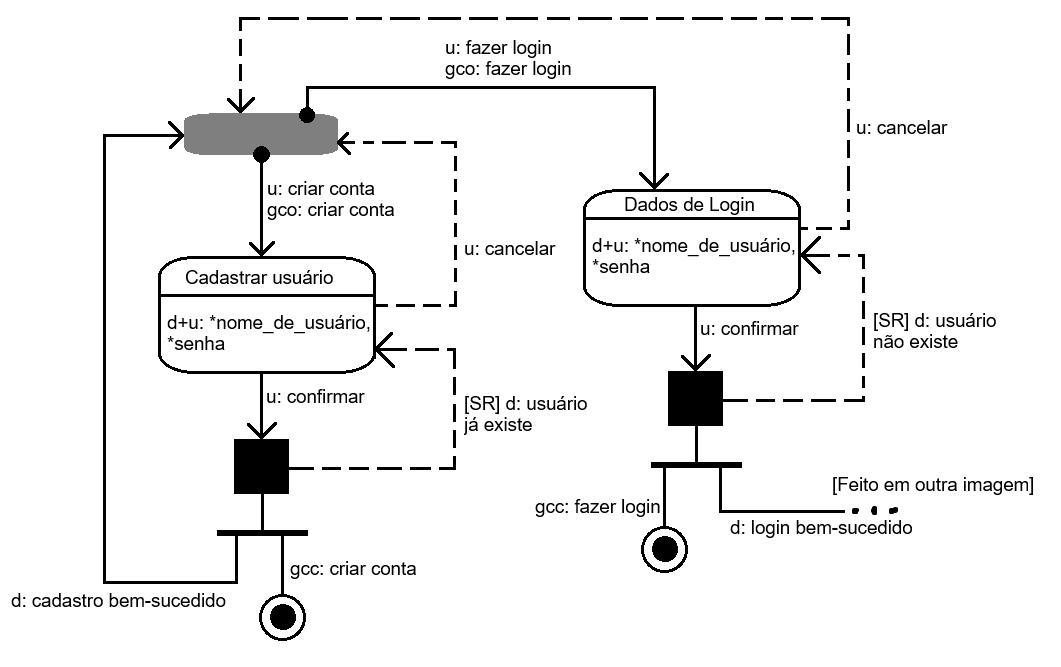 u: fazer login
gco: fazer login
u: cancelar
u: criar conta
gco: criar conta
Dados de Login
d+u: *nome_de_usuário,
*senha
u: cancelar
Cadastrar usuário
d+u: *nome_de_usuário,
*senha
u: confirmar
[SR] d: usuário
não existe
u: confirmar
[SR] d: usuário
já existe
[Feito em outra imagem]
gcc: fazer login
d: login bem-sucedido
gcc: criar conta
d: cadastro bem-sucedido